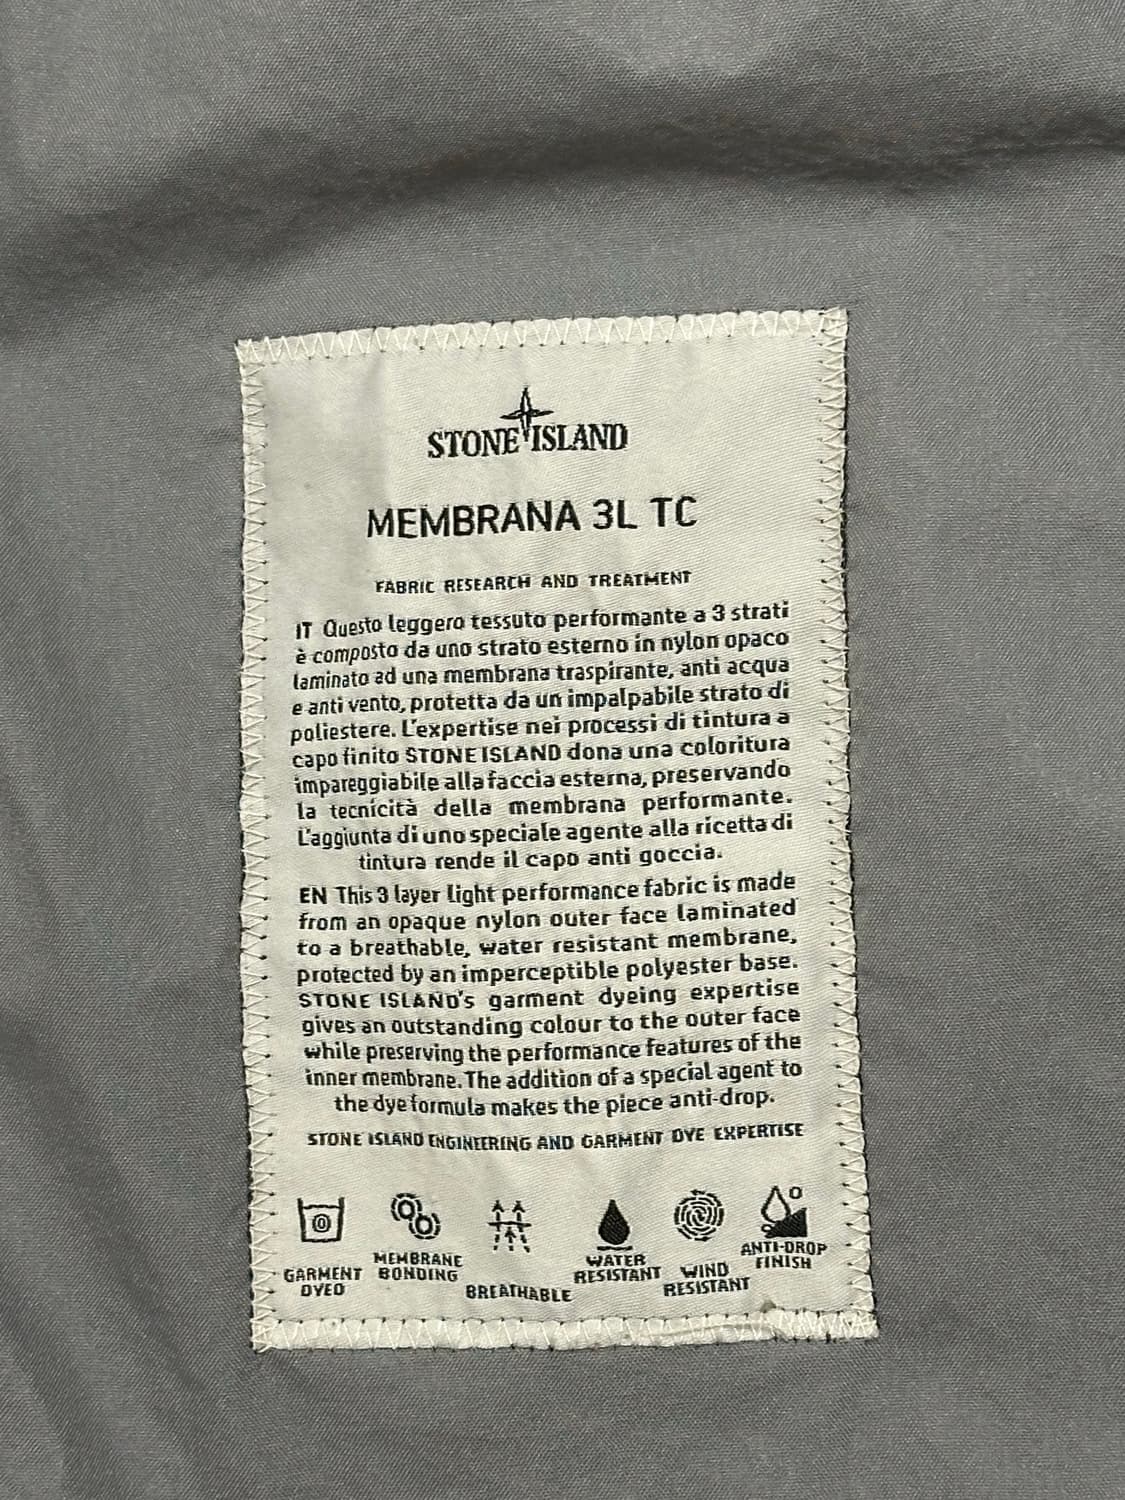 STONE ISLAND
MEMBRANA 3L TC
FABRIC RESEARCH AND TREATMENT
IT Questo leggero tessuto performante a 3 strati
è composto da uno strato esterno in nylon opaco
laminato ad una membrana traspirante, anti acqua
e anti vento, protetta da un impalpabile strato di
poliestere. L'expertise nei processi di tintura a
capo finito STONE ISLAND dona una coloritura
impareggiabile alla faccia esterna, preservando
la tecnicità della membrana performante.
L'aggiunta di uno speciale agente alla ricetta di
tintura rende il capo anti goccia.
EN This 3 layer light performance fabric is made
from an opaque nylon outer face laminated
to a breathable, water resistant membrane,
protected by an imperceptible polyester base.
STONE ISLAND's garment dyeing expertise
gives an outstanding colour to the outer face
while preserving the performance features of the
inner membrane. The addition of a special agent to
the dye formula makes the piece anti-drop.
STONE ISLAND ENGINEERING AND GARMENT DYE EXPERTISE
GARMENT
DYED
MEMBRANE
BONDING
BREATHABLE
WATER
RESISTANT
WIND
RESISTANT
ANTI-DROP
FINISH